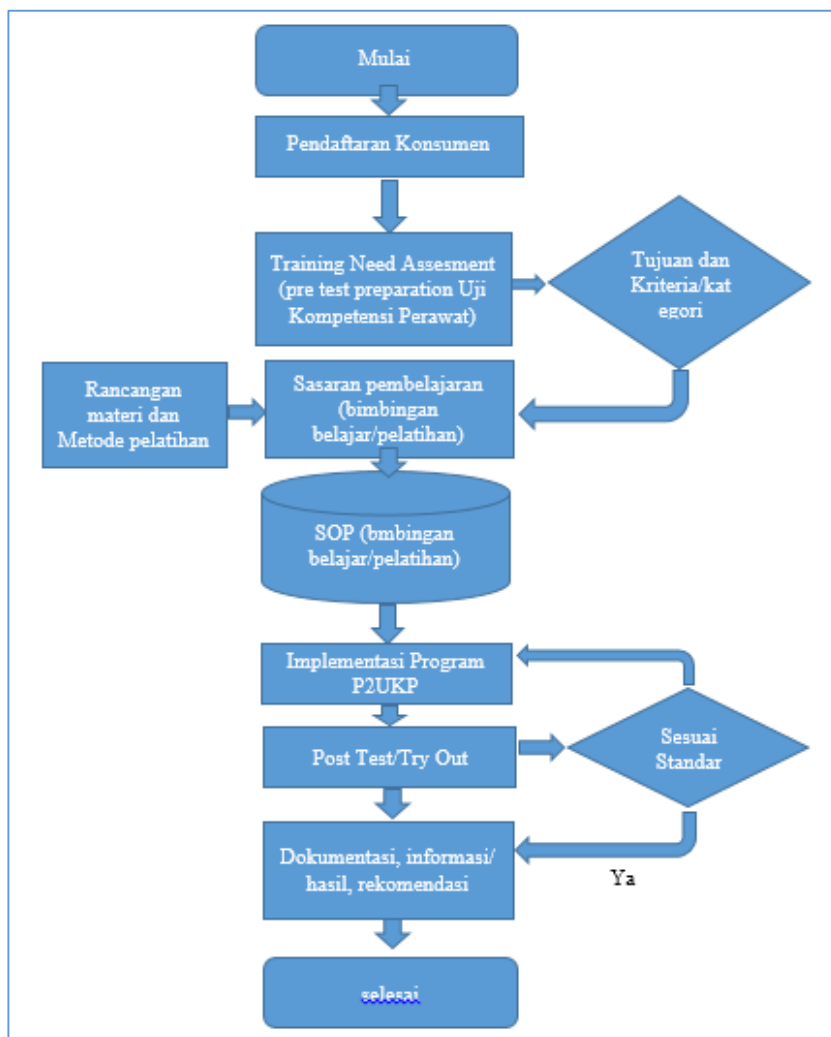 Mulai
Pendaftaran Konsumen
Training Need Assesment
(pre test preparation Uji
Kompetensi Perawat)
Tujuan dan
Kriteria/kat
egori
Rancangan
materi dan
Metode pelatihan
Sasaran pembelajaran
(bimbingan
belajar/pelatihan)
SOP (bmbingan
belajar/pelatihan)
Implementasi Program
P2UKP
Post Test/Try Out
Sesuai
Standar
Dokumentasi, informasi/
hasil, rekomendasi
Ya
selesai